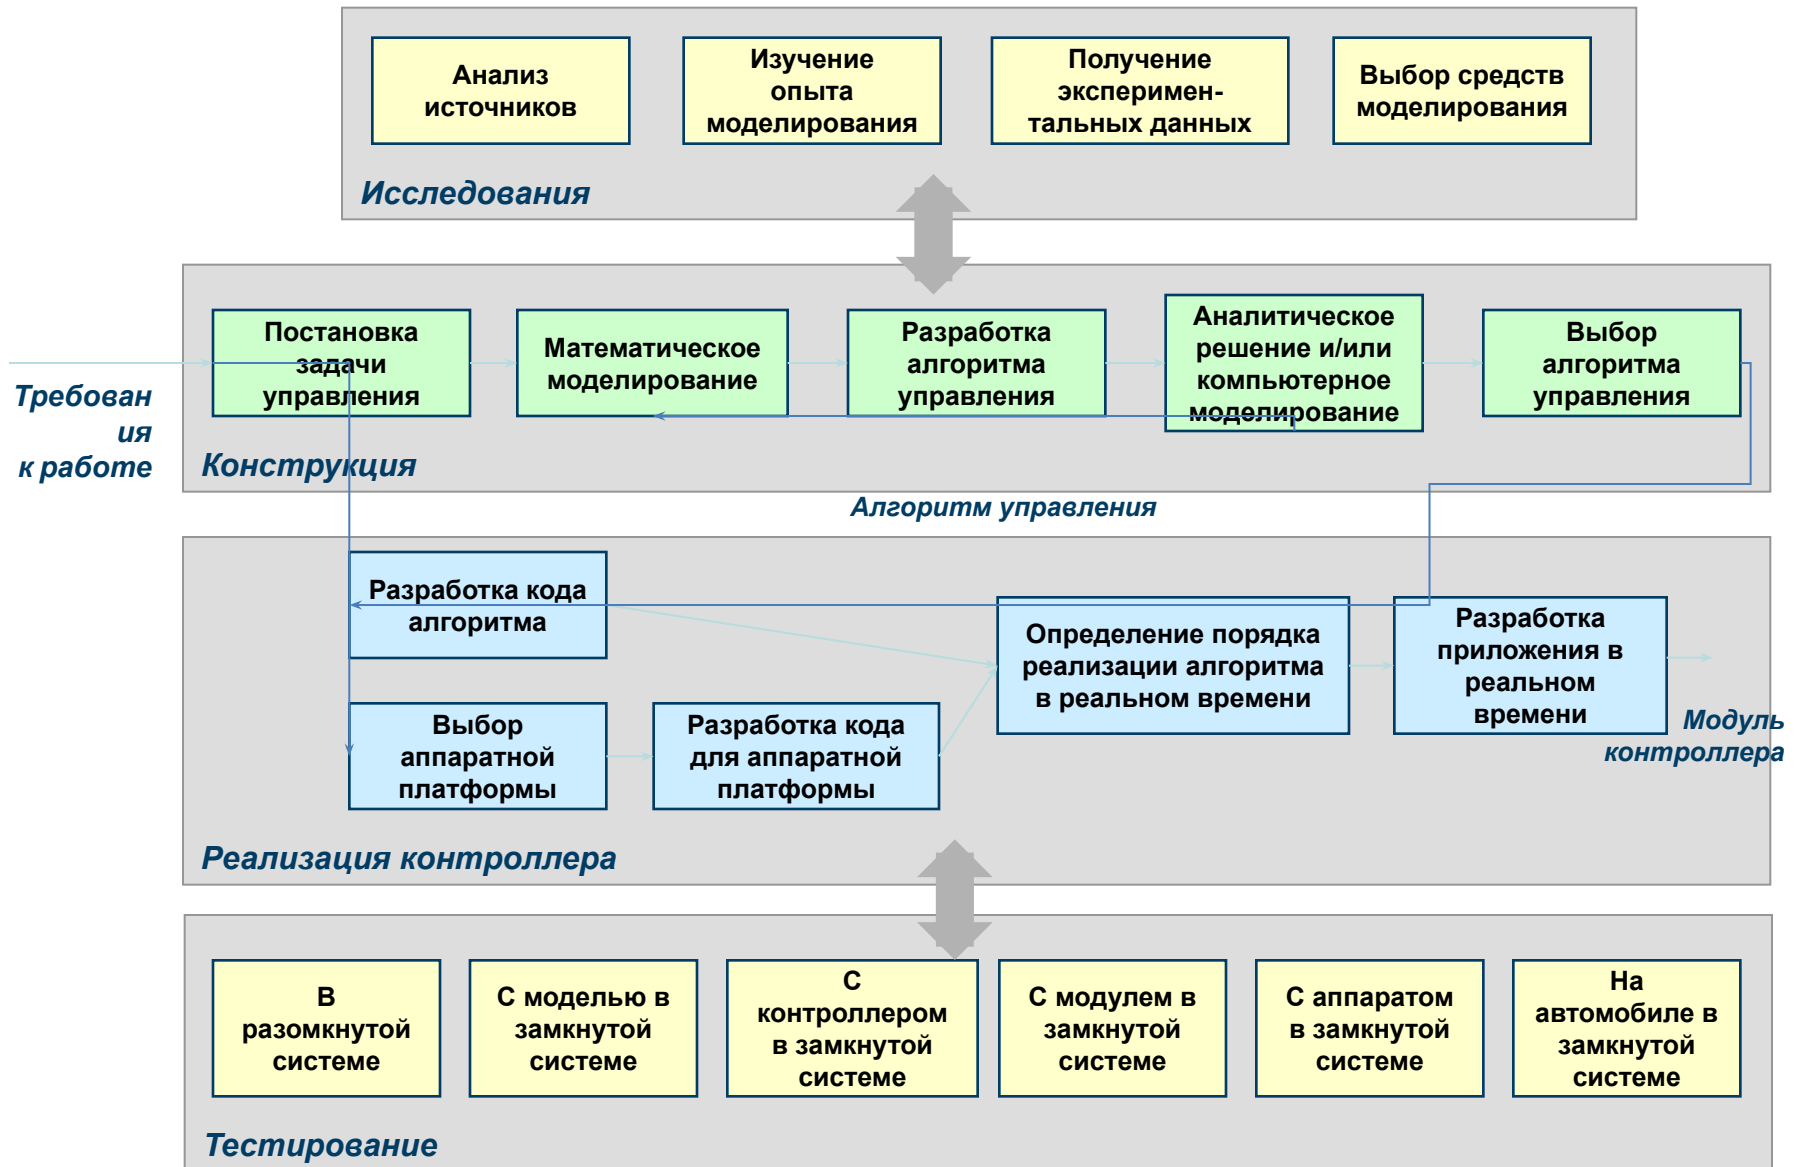 Анализ
источников
Изучение
опыта
моделирования
Получение
эксперимен-
тальных данных
Выбор средств
моделирования
Исследования
Требован
ия
к работе
Постановка
задачи
управления
Математическое
моделирование
Разработка
алгоритма
управления
Аналитическое
решение и/или
компьютерное
моделирование
Выбор
алгоритма
управления
Конструкция
Алгоритм управления
Разработка кода
алгоритма
Выбор
аппаратной
платформы
Разработка кода
для аппаратной
платформы
Определение порядка
реализации алгоритма
в реальном времени
Разработка
приложения в
реальном
времени
Модуль
контроллера
Реализация контроллера
В
разомкнутой
системе
С моделью в
замкнутой
системе
С
контроллером
в замкнутой
системе
С модулем в
замкнутой
системе
С аппаратом
в замкнутой
системе
На
автомобиле в
замкнутой
системе
Тестирование